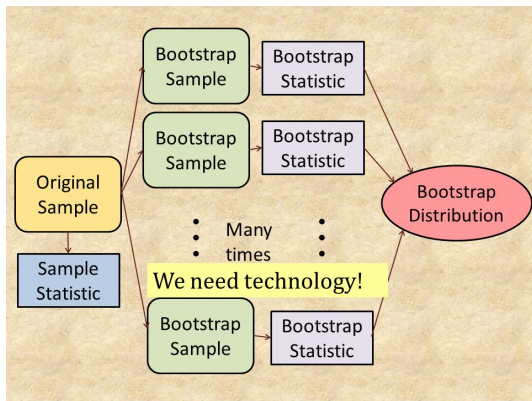 Bootstrap
Sample
Bootstrap
Statistic
Bootstrap
Sample
Bootstrap
Statistic
Original
Sample
Bootstrap
Distribution
Many
times
Sample
Statistic
We need technology!
Bootstrap
Sample
Bootstrap
Statistic